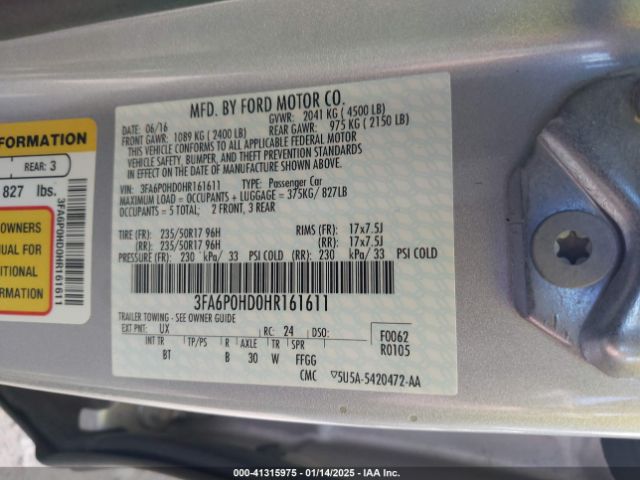 MFD. BY FORD MOTOR CO.
DATE: 06/16 GVWR: 2041 KG (4500 LB)
FRONT GAWR: 1089 KG (2400 LB) REAR GAWR: 975 KG (2150 LB)
THIS VEHICLE CONFORMS TO ALL APPLICABLE FEDERAL MOTOR
VEHICLE SAFETY, BUMPER, AND THEFT PREVENTION STANDARDS
IN EFFECT ON THE DATE OF MANUFACTURE SHOWN ABOVE.
VIN: 3FA6P0HD0HR161611 TYPE: Passenger Car
MAXIMUM LOAD = OCCUPANTS + LUGGAGE = 375KG/ 827LB
OCCUPANTS = 5 TOTAL; 2 FRONT, 3 REAR
TIRE (FR): 235/50R17 96H RIMS (FR): 17x7.5J
(RR): 235/50R17 96H (RR): 17x7.5J
PRESSURE (FR): 230 kPa/ 33 PSI COLD (RR): 230 kPa/ 33 PSI COLD
3FA6P0HD0HR161611
TRAILER TOWING - SEE OWNER GUIDE
EXT PNT: UX RC: 24 DSO:
F0062
R0105
INT TR TP/PS R AXLE TR SPR
BT B 30 W FFGG
CMC ▽5U5A-5420472-AA
FORMATION
REAR: 3
827 lbs.
OWNERS
NUAL FOR
ITIONAL
RMATION
3FA6P0HD0HR161611
000-41315975 - 01/14/2025 - IAA Inc.